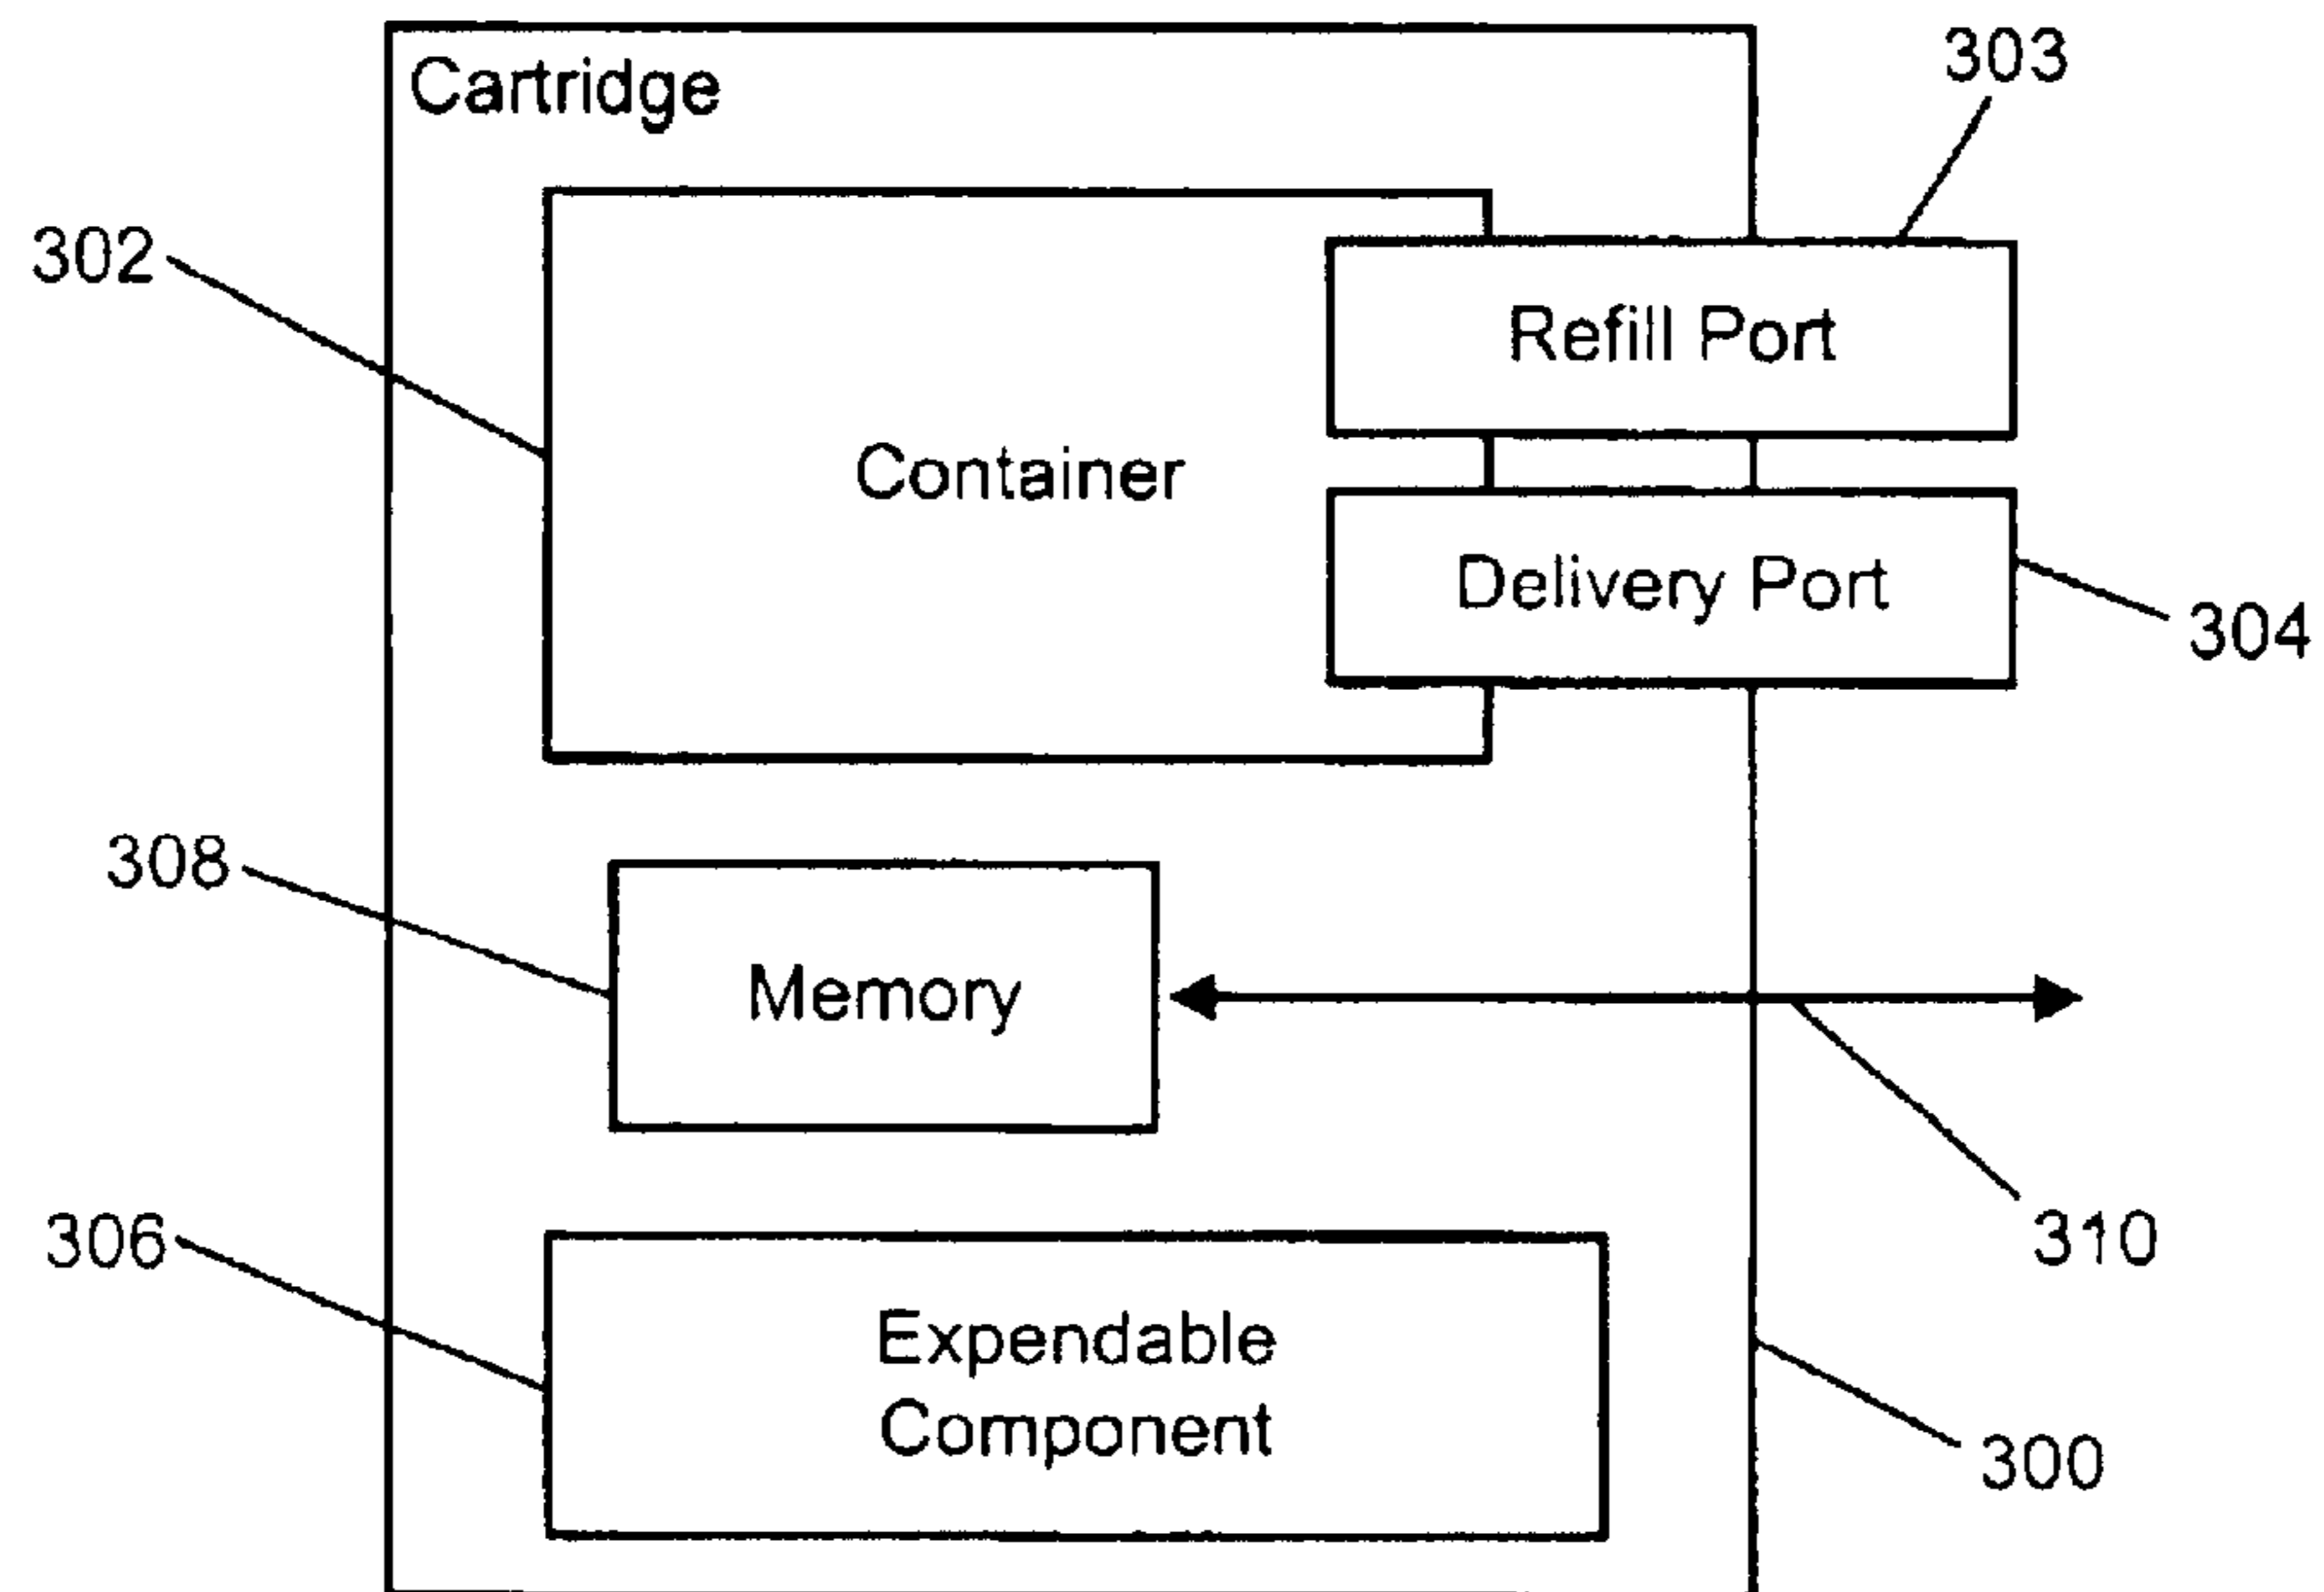 Cartridge
303
302
Refill Port
Container
Delivery Port
304
308
Memory
306
310
Expendable
Component
300